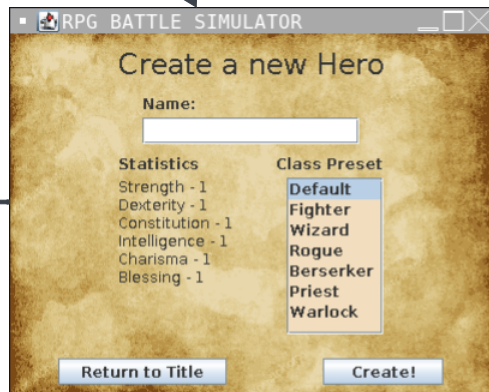 RPG BATTLE SIMULATOR
Create a new Hero
Name:
Statistics
Strength - 1
Dexterity - 1
Constitution - 1
Intelligence - 1
Charisma - 1
Blessing - 1
Class Preset
Default
Fighter
Wizard
Rogue
Berserker
Priest
Warlock
Return to Title
Create!